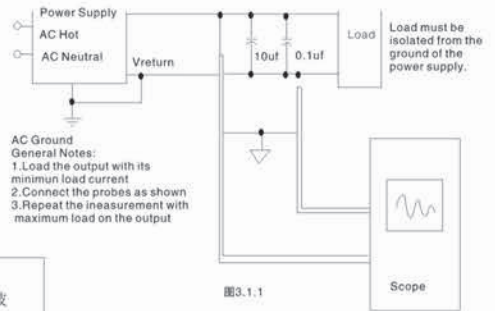 Power Supply
AC Hot
AC Neutral
Vreturn
10uf
0.1uf
Load
Load must be
isolated from the
ground of the
power supply.
AC Ground
General Notes:
1.Load the output with its
minimun load current
2.Connect the probes as shown
3.Repeat the ineasurement with
maximum load on the output
图3.1.1
Scope